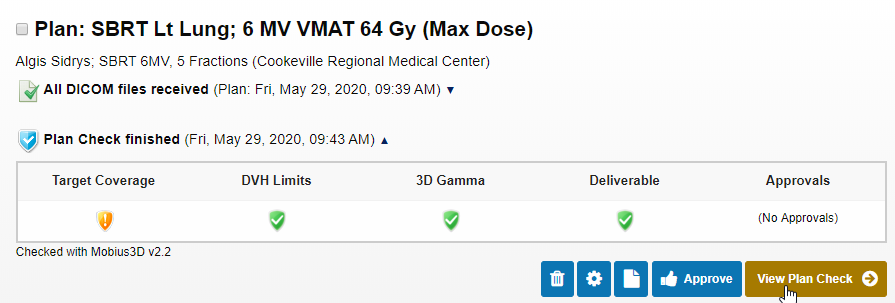 Plan: SBRT Lt Lung; 6 MV VMAT 64 Gy (Max Dose)
Algis Sidrys; SBRT 6MV, 5 Fractions (Cookeville Regional Medical Center)
All DICOM files received (Plan: Fri, May 29, 2020, 09:39 AM) ▼
Plan Check finished (Fri, May 29, 2020, 09:43 AM) ▲
Target Coverage DVH Limits 3D Gamma Deliverable Approvals
(No Approvals)
Checked with Mobius3D v2.2
Approve View Plan Check